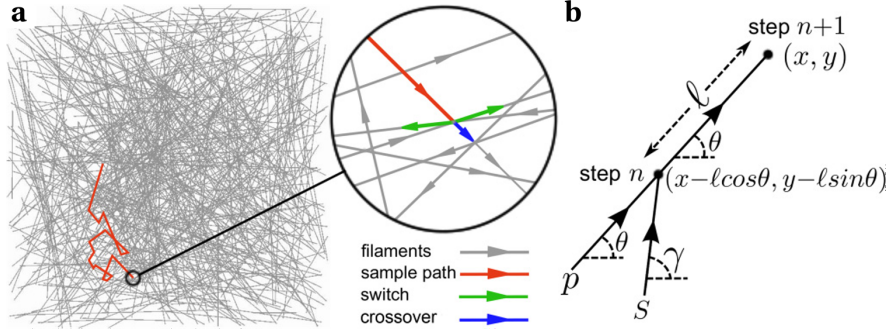 a
filaments
sample path
switch
crossover
b
step n+1
(x, y)
ℓ
θ
step n
(x−ℓcosθ, y−ℓsinθ)
θ
p
γ
s